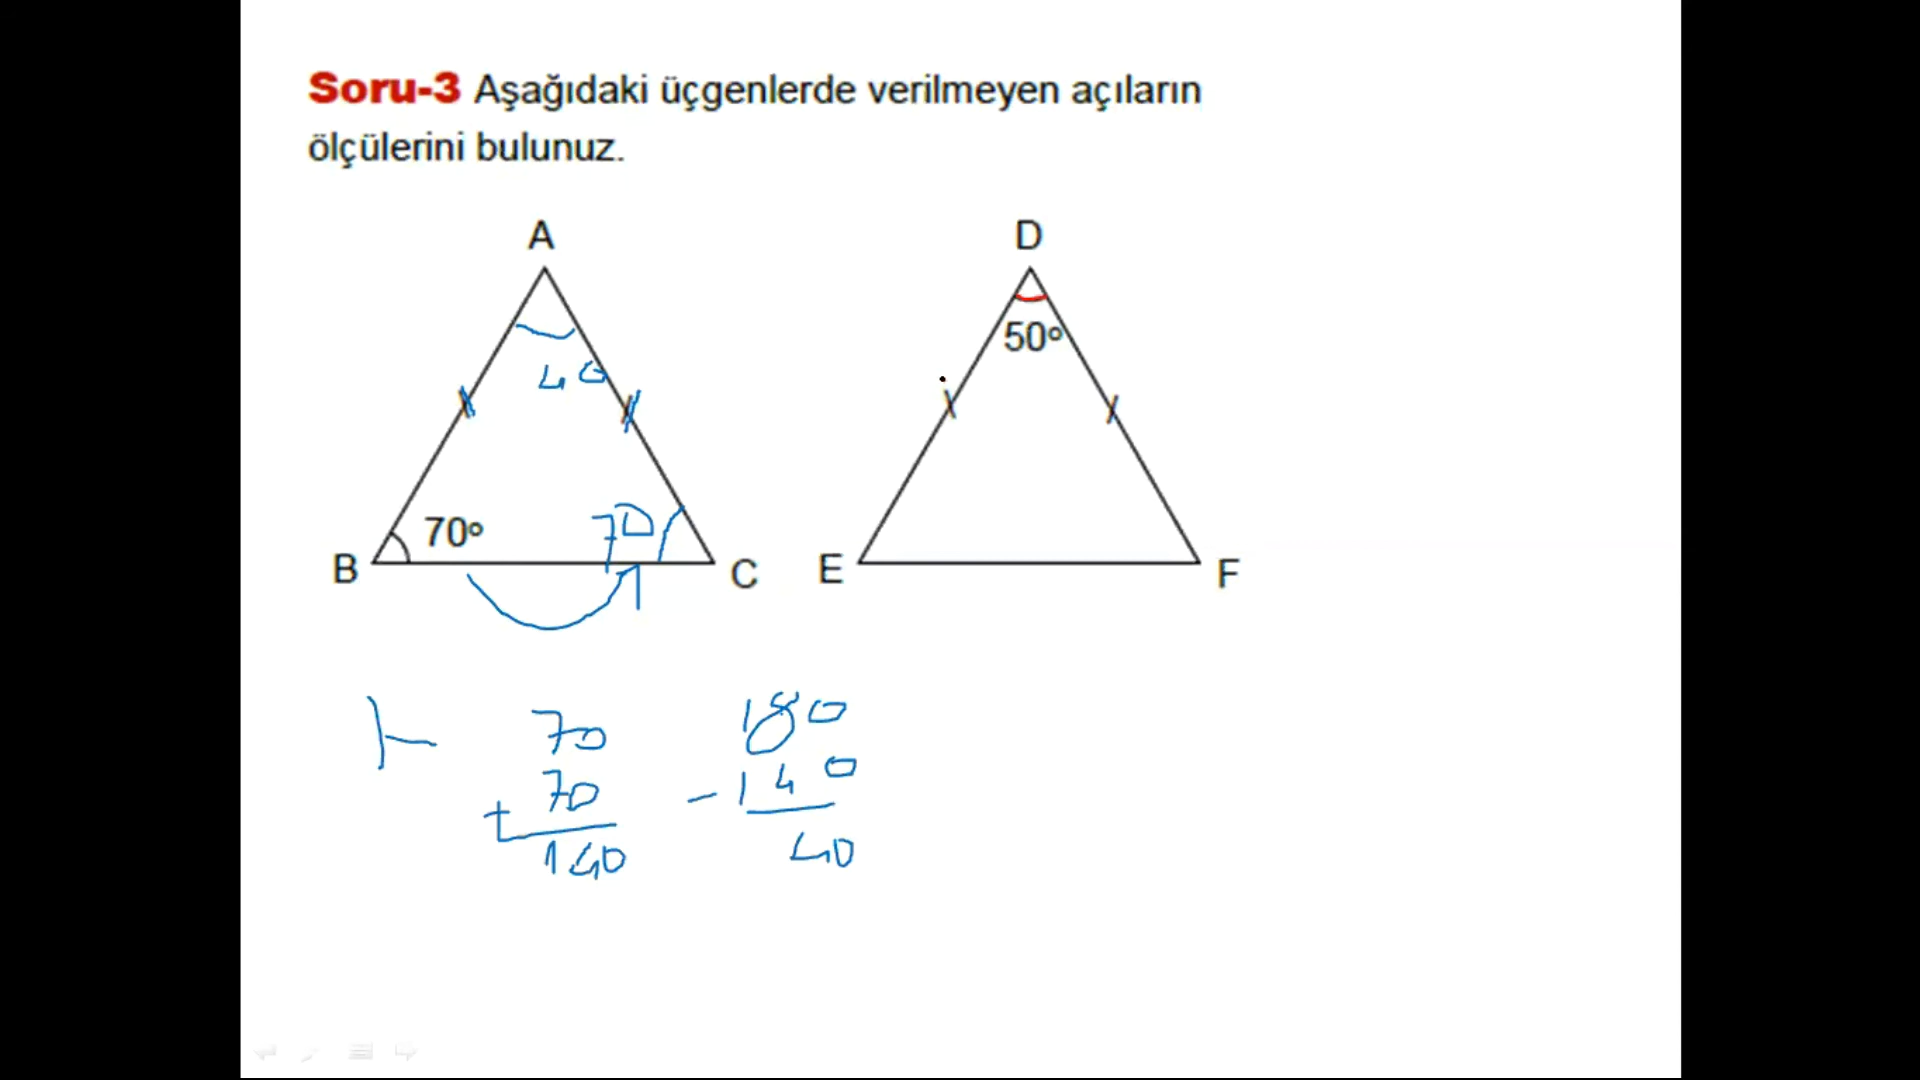 Soru-3 Aşağıdaki üçgenlerde verilmeyen açıların
ölçülerini bulunuz.
A
D
50°
40
70°
70
B
C
E
F
70
180
+ 70
- 140
140
40